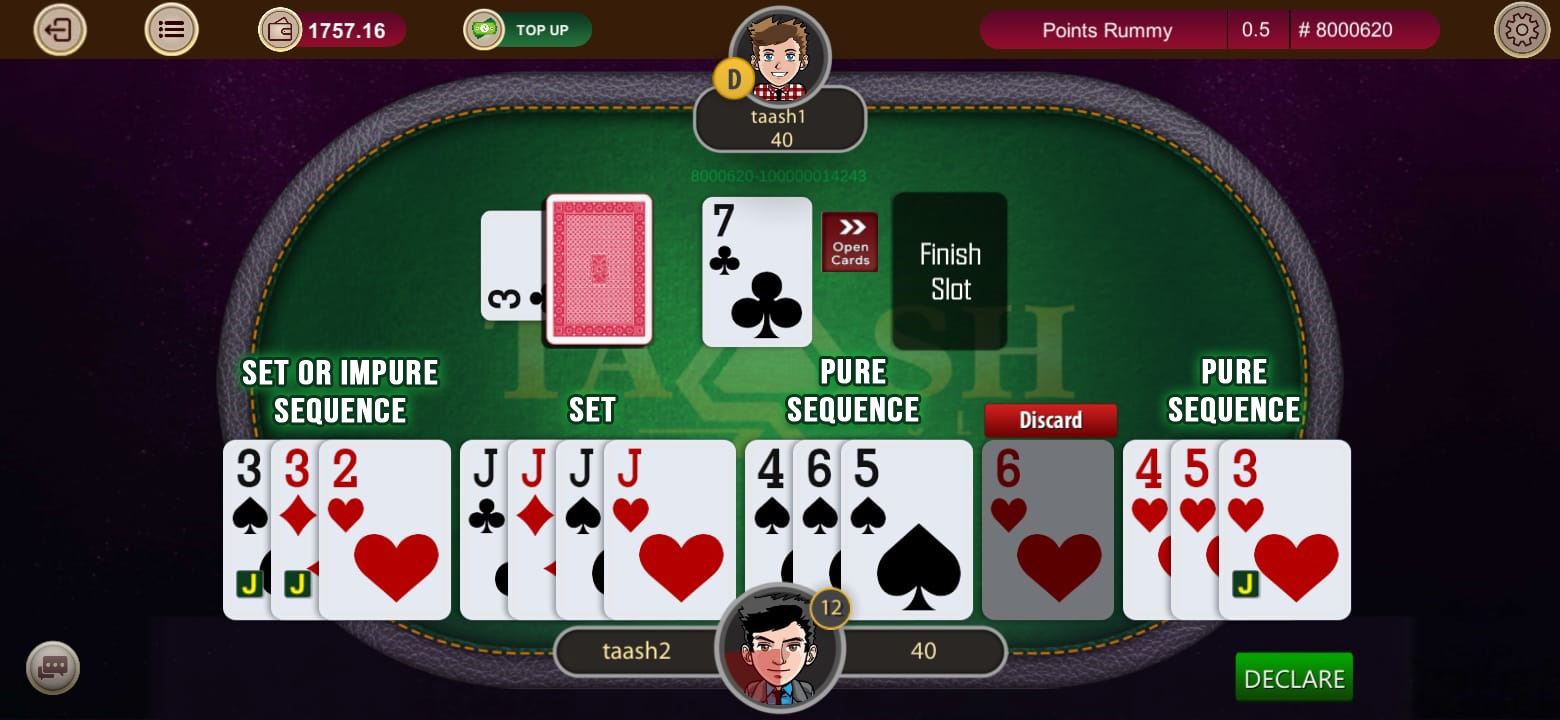 1757.16
TOP UP
Points Rummy
0.5
# 8000620
D
taash1
40
8000620-100000014243
3
7
Open
Cards
Finish
Slot
TAASH
SET OR IMPURE
SEQUENCE
SET
PURE
SEQUENCE
Discard
PURE
SEQUENCE
3 3 2
J J
J J J J
4 6 5
6
4 5 3
J
12
taash2
40
DECLARE